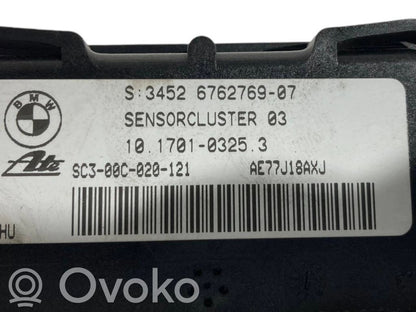 BMW
S:3452 6762769-07
SENSORCLUSTER 03
10.1701-0325.3
Ate
SC3-00C-020-121 AE77J18AXJ
HU
Ovoko